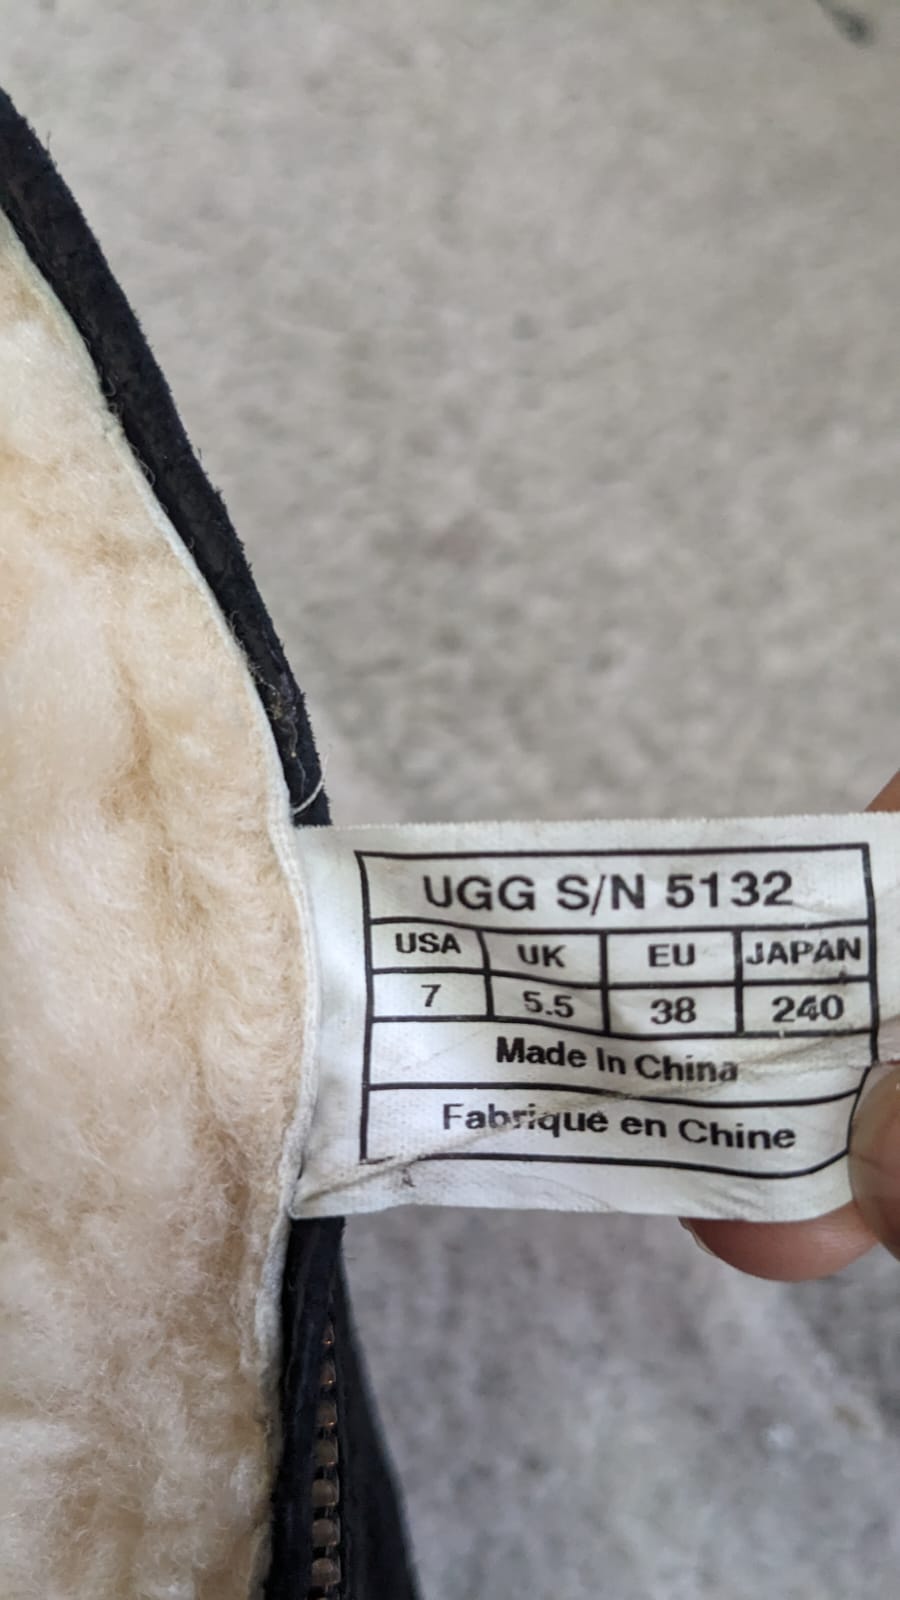 UGG S/N 5132
USA UK EU JAPAN
7 5.5 38 240
Made In China
Fabrique en Chine